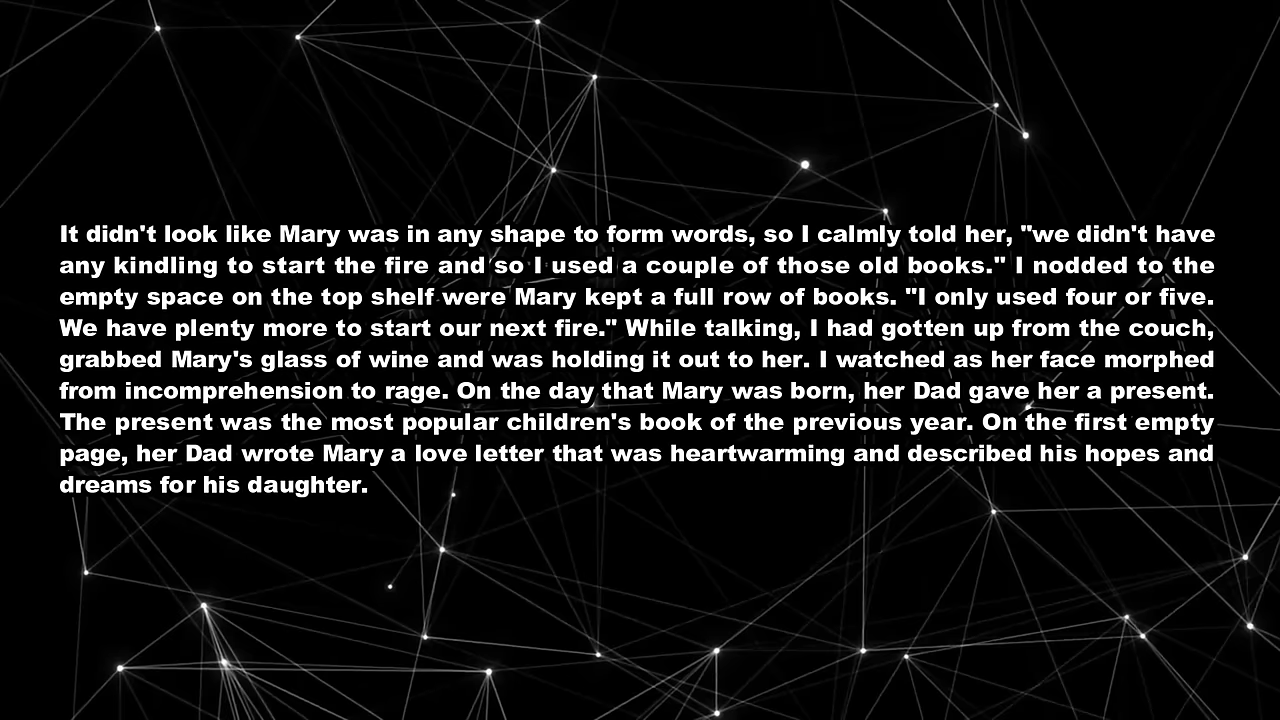 It didn't look like Mary was in any shape to form words, so I calmly told her, "we didn't have
any kindling to start the fire and so I used a couple of those old books." I nodded to the
empty space on the top shelf were Mary kept a full row of books. "I only used four or five.
We have plenty more to start our next fire." While talking, I had gotten up from the couch,
grabbed Mary's glass of wine and was holding it out to her. I watched as her face morphed
from incomprehension to rage. On the day that Mary was born, her Dad gave her a present.
The present was the most popular children's book of the previous year. On the first empty
page, her Dad wrote Mary a love letter that was heartwarming and described his hopes and
dreams for his daughter.